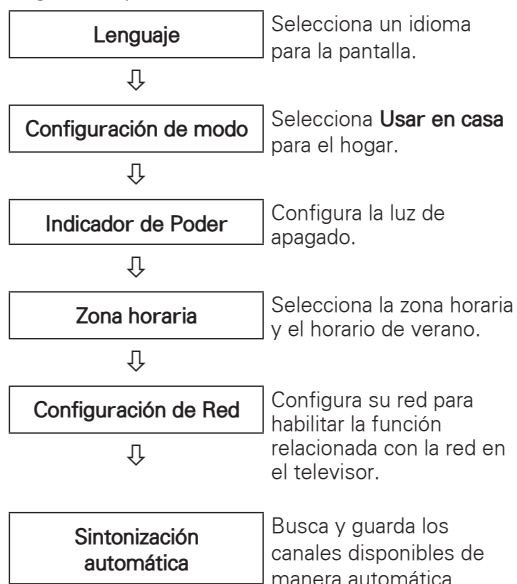 Lenguaje
Selecciona un idioma
para la pantalla.
Configuración de modo
Selecciona Usar en casa
para el hogar.
Indicador de Poder
Configura la luz de
apagado.
Zona horaria
Selecciona la zona horaria
y el horario de verano.
Configuración de Red
Configura su red para
habilitar la función
relacionada con la red en
el televisor.
Sintonización
automática
Busca y guarda los
canales disponibles de
manera automática